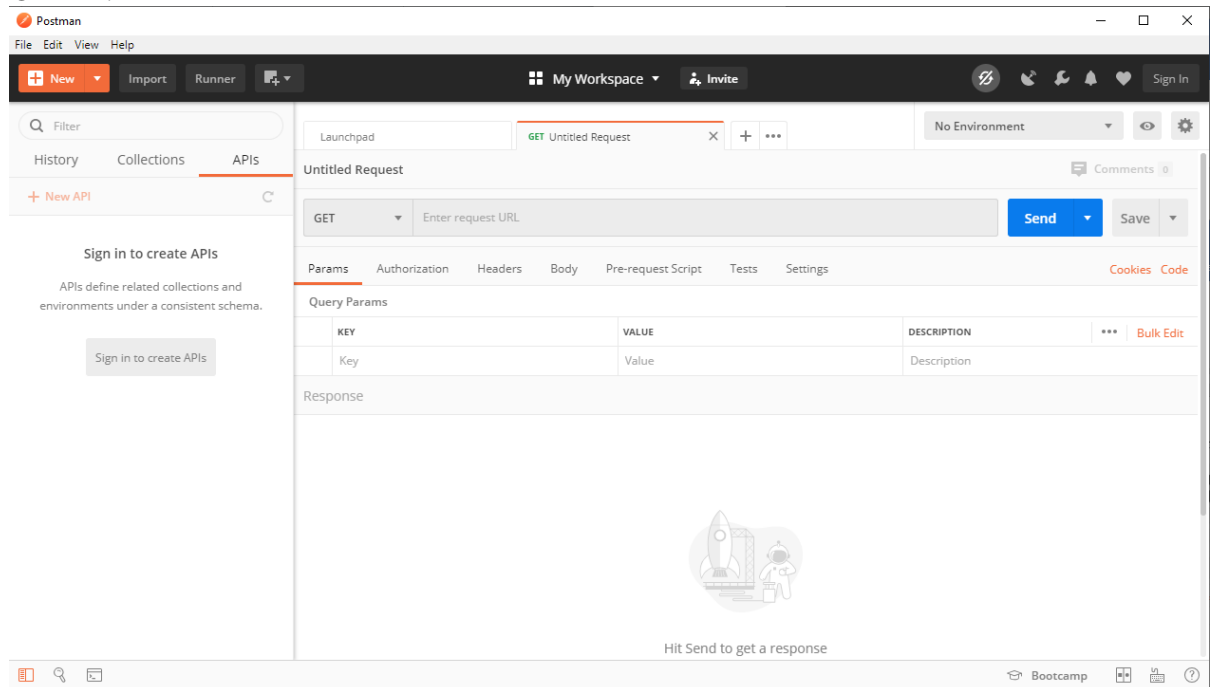 Postman
File Edit View Help
New Import Runner My Workspace Invite Sign In
Filter
History Collections APIs
New API
Sign in to create APIs
APIs define related collections and
environments under a consistent schema.
Sign in to create APIs
Launchpad GET Untitled Request No Environment
Untitled Request Comments 0
GET Enter request URL Send Save
Params Authorization Headers Body Pre-request Script Tests Settings Cookies Code
Query Params
KEY VALUE DESCRIPTION Bulk Edit
Key Value Description
Response
Hit Send to get a response
Bootcamp